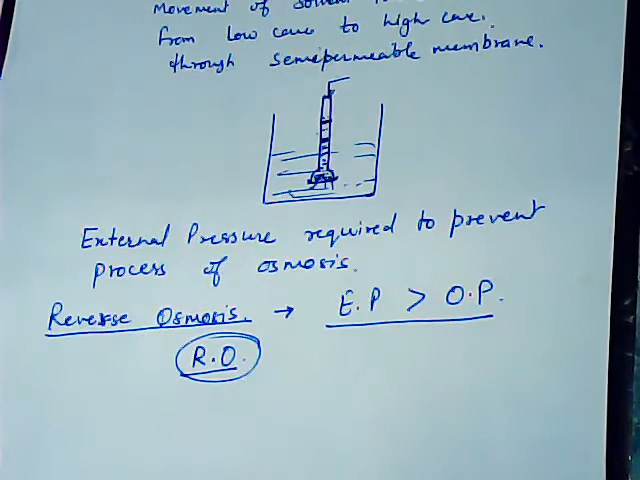 Movement of solvent
from low conc to high conc.
through semipermeable membrane.
External Pressure required to prevent
process of osmosis.
Reverse Osmosis. → E.P > O.P.
R.O.